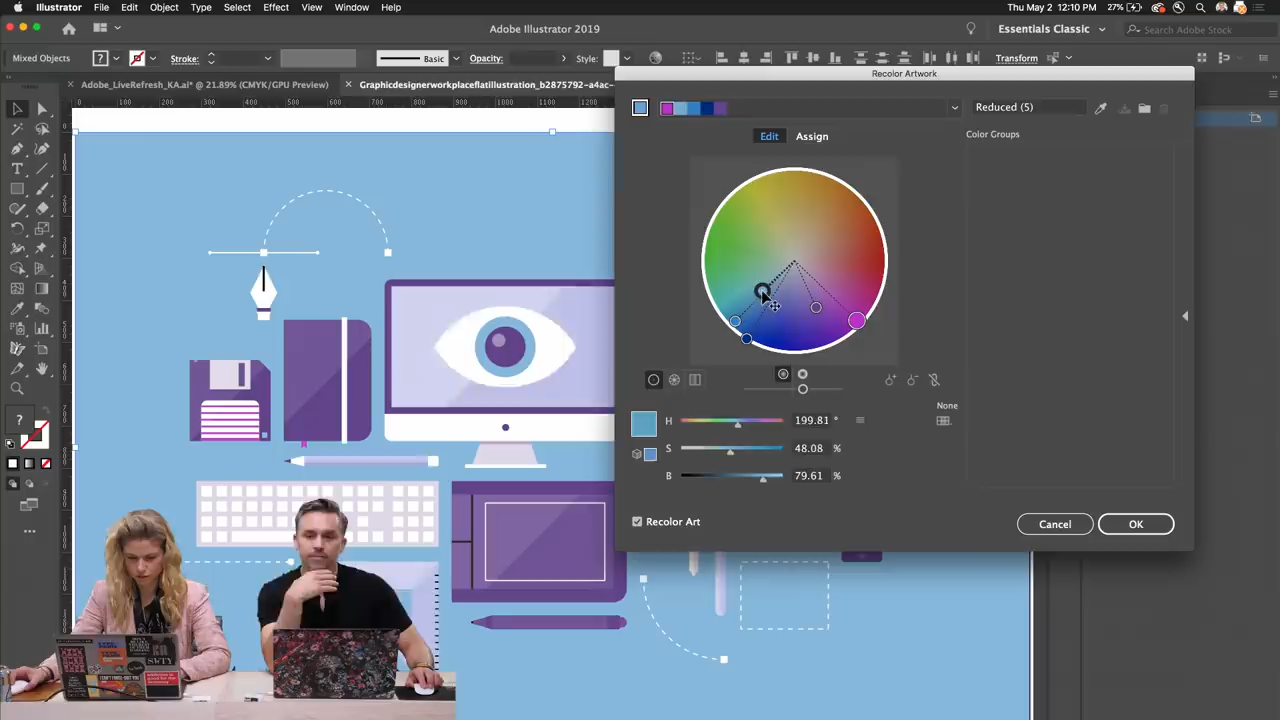 Illustrator File Edit Object Type Select Effect View Window Help
27% Thu May 2 12:10 PM
Adobe Illustrator 2019
Essentials Classic
Search Adobe Stock
Mixed Objects
?
Stroke:
Basic
Opacity:
Style:
Transform
Adobe_LiveRefresh_KA.ai* @ 21.89% (CMYK/GPU Preview)
Graphicdesignerworkplaceflatillustration_b2875792-a4ac-
Recolor Artwork
Reduced (5)
Edit
Assign
Color Groups
None
H 199.81 °
S 48.08 %
B 79.61 %
Recolor Art
Cancel
OK
?
SWTY